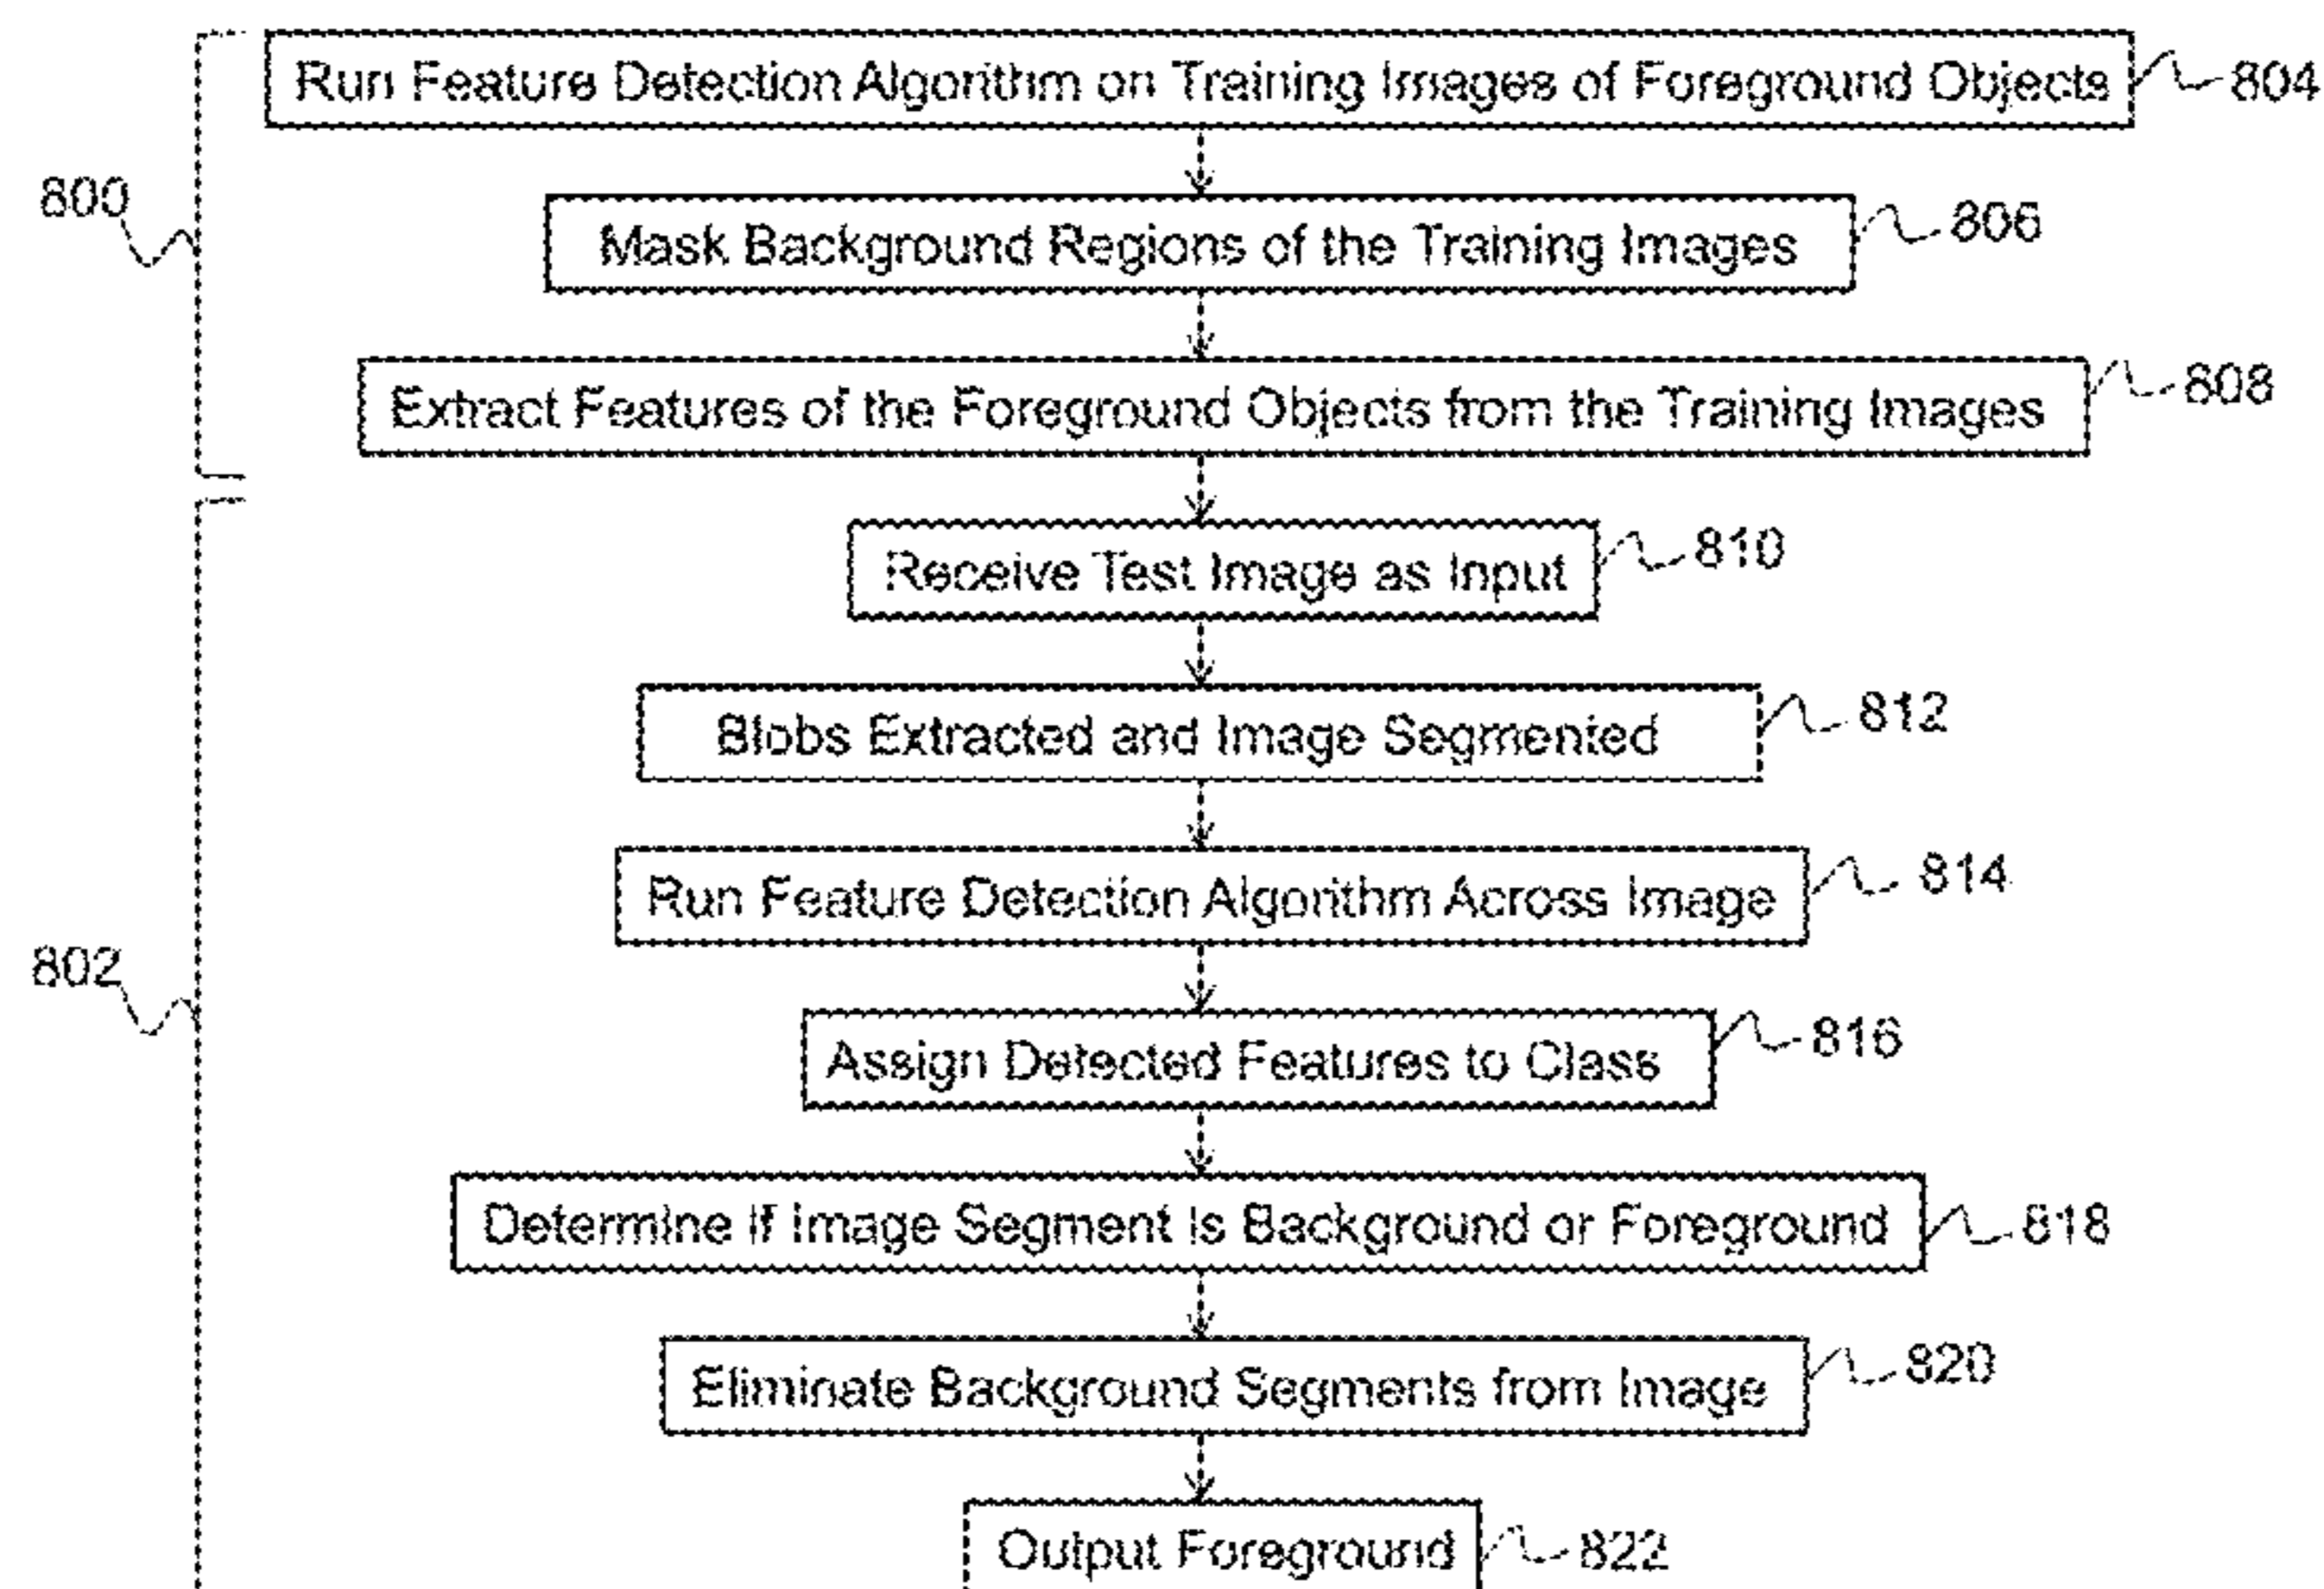 Run Feature Detection Algorithm on Training Images of Foreground Objects 804
800
Mask Background Regions of the Training Images 806
Extract Features of the Foreground Objects from the Training Images 808
Receive Test Image as Input 810
Blobs Extracted and Image Segmented 812
Run Feature Detection Algorithm Across Image 814
802
Assign Detected Features to Class 816
Determine if Image Segment is Background or Foreground 818
Eliminate Background Segments from Image 820
Output Foreground 822